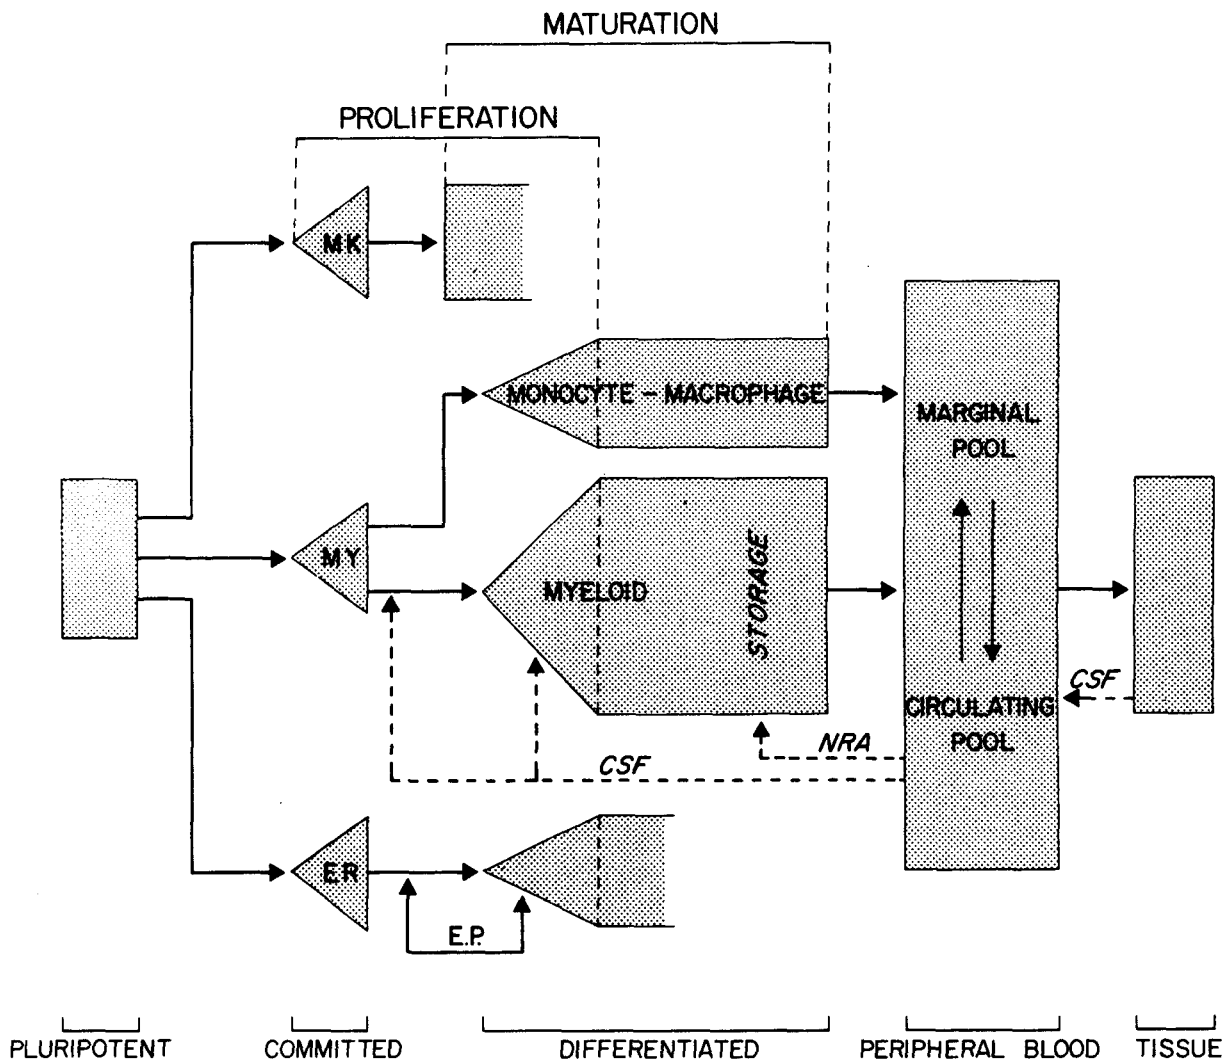 MATURATION
PROLIFERATION
MK
MONOCYTE – MACROPHAGE
MARGINAL
POOL
MY
MYELOID
STORAGE
CSF
CIRCULATING
POOL
NRA
CSF
ER
E.P.
PLURIPOTENT
COMMITTED
DIFFERENTIATED
PERIPHERAL BLOOD
TISSUE